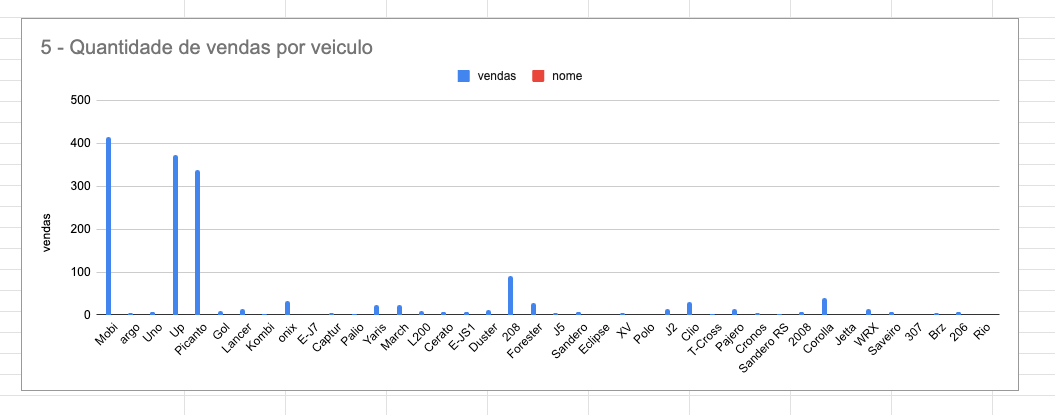 5 - Quantidade de vendas por veiculo
vendas nome
500
400
300
200
100
0
vendas
Mobi argo Uno Up Picanto Gol Lancer Kombi onix E-J7 Captur Palio Yaris March L200 Cerato E-JS1 Duster 208 Forester J5 Sandero Eclipse XV Polo J2 Clio T-Cross Pajero Cronos Sandero RS 2008 Corolla Jetta WRX Saveiro 307 Brz 206 Rio